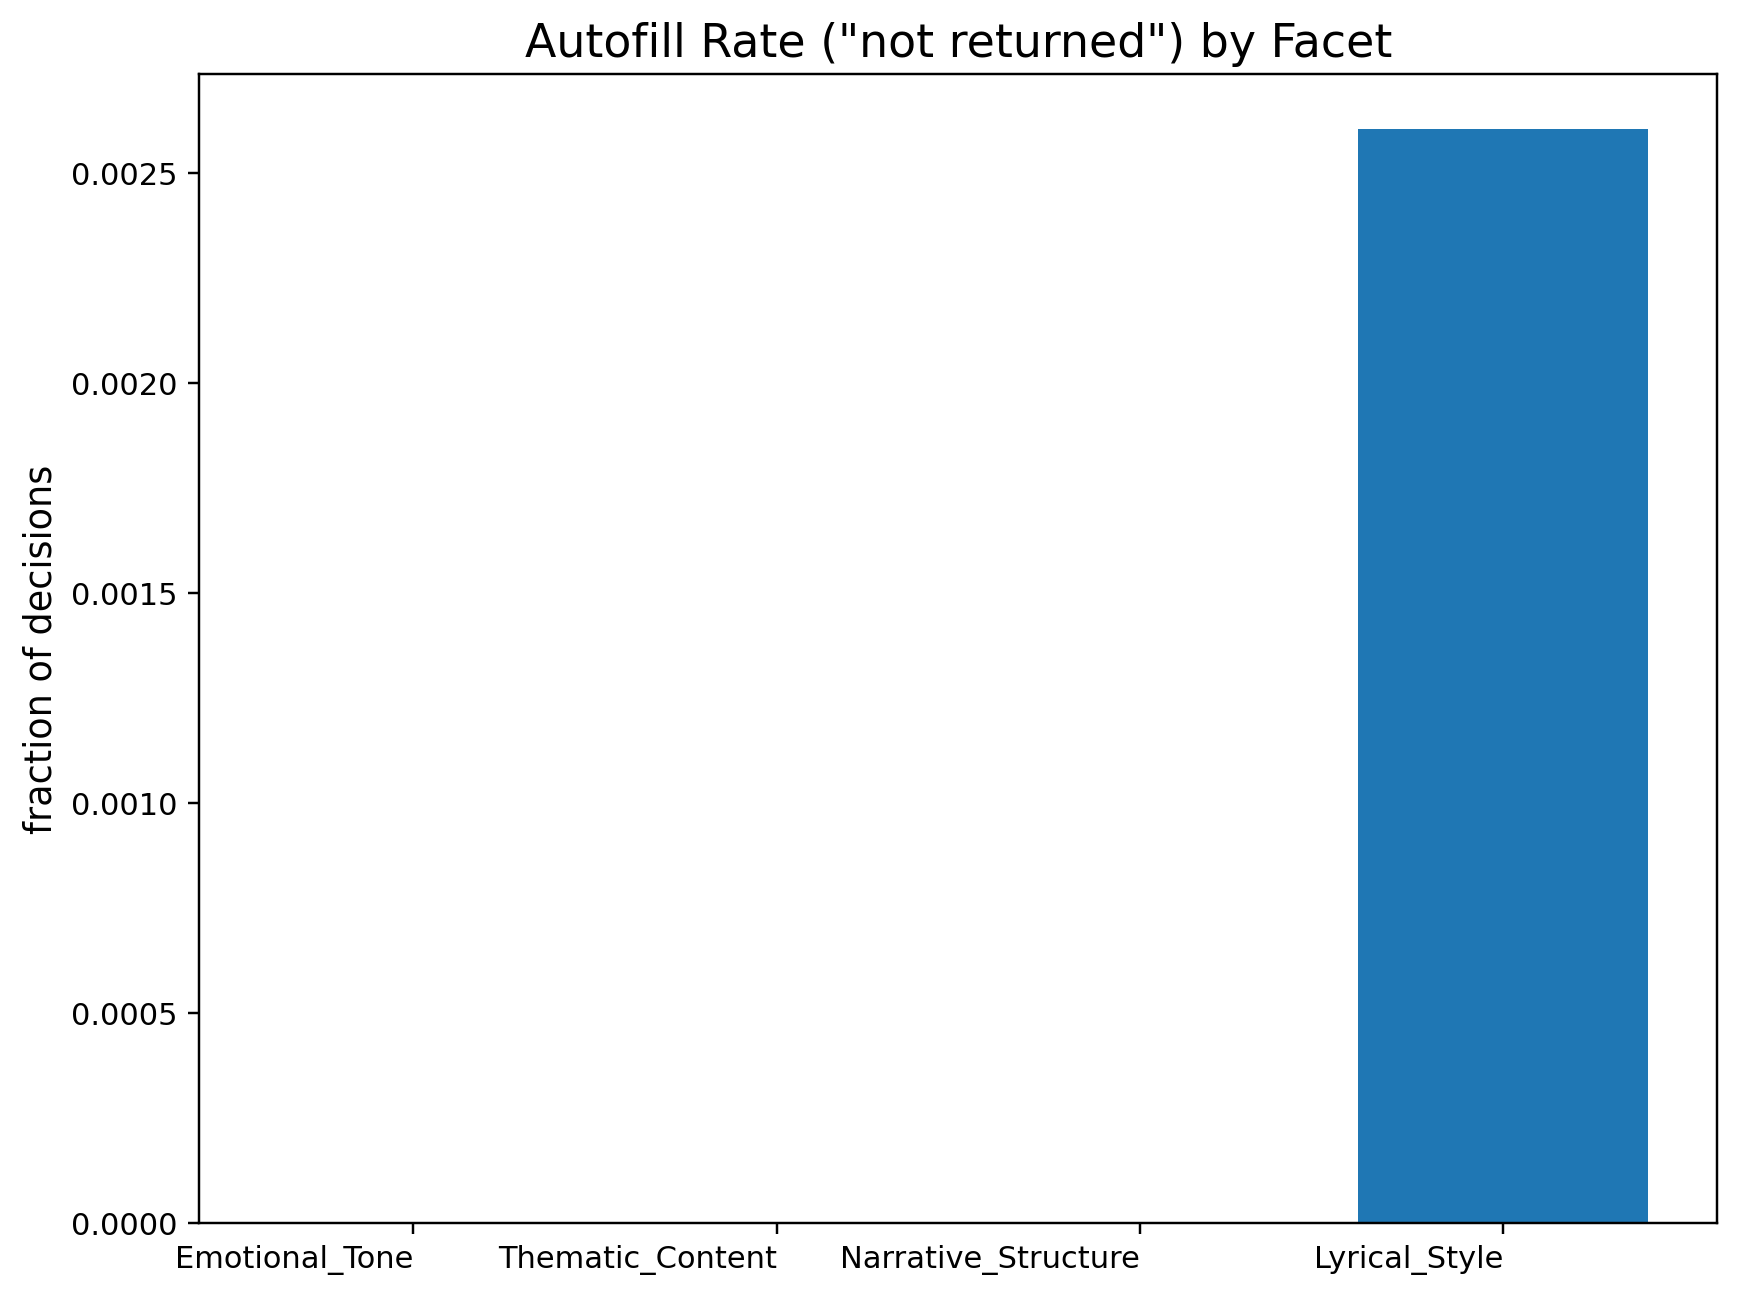 Autofill Rate ("not returned") by Facet
fraction of decisions
0.0025
0.0020
0.0015
0.0010
0.0005
0.0000
Emotional_Tone
Thematic_Content
Narrative_Structure
Lyrical_Style